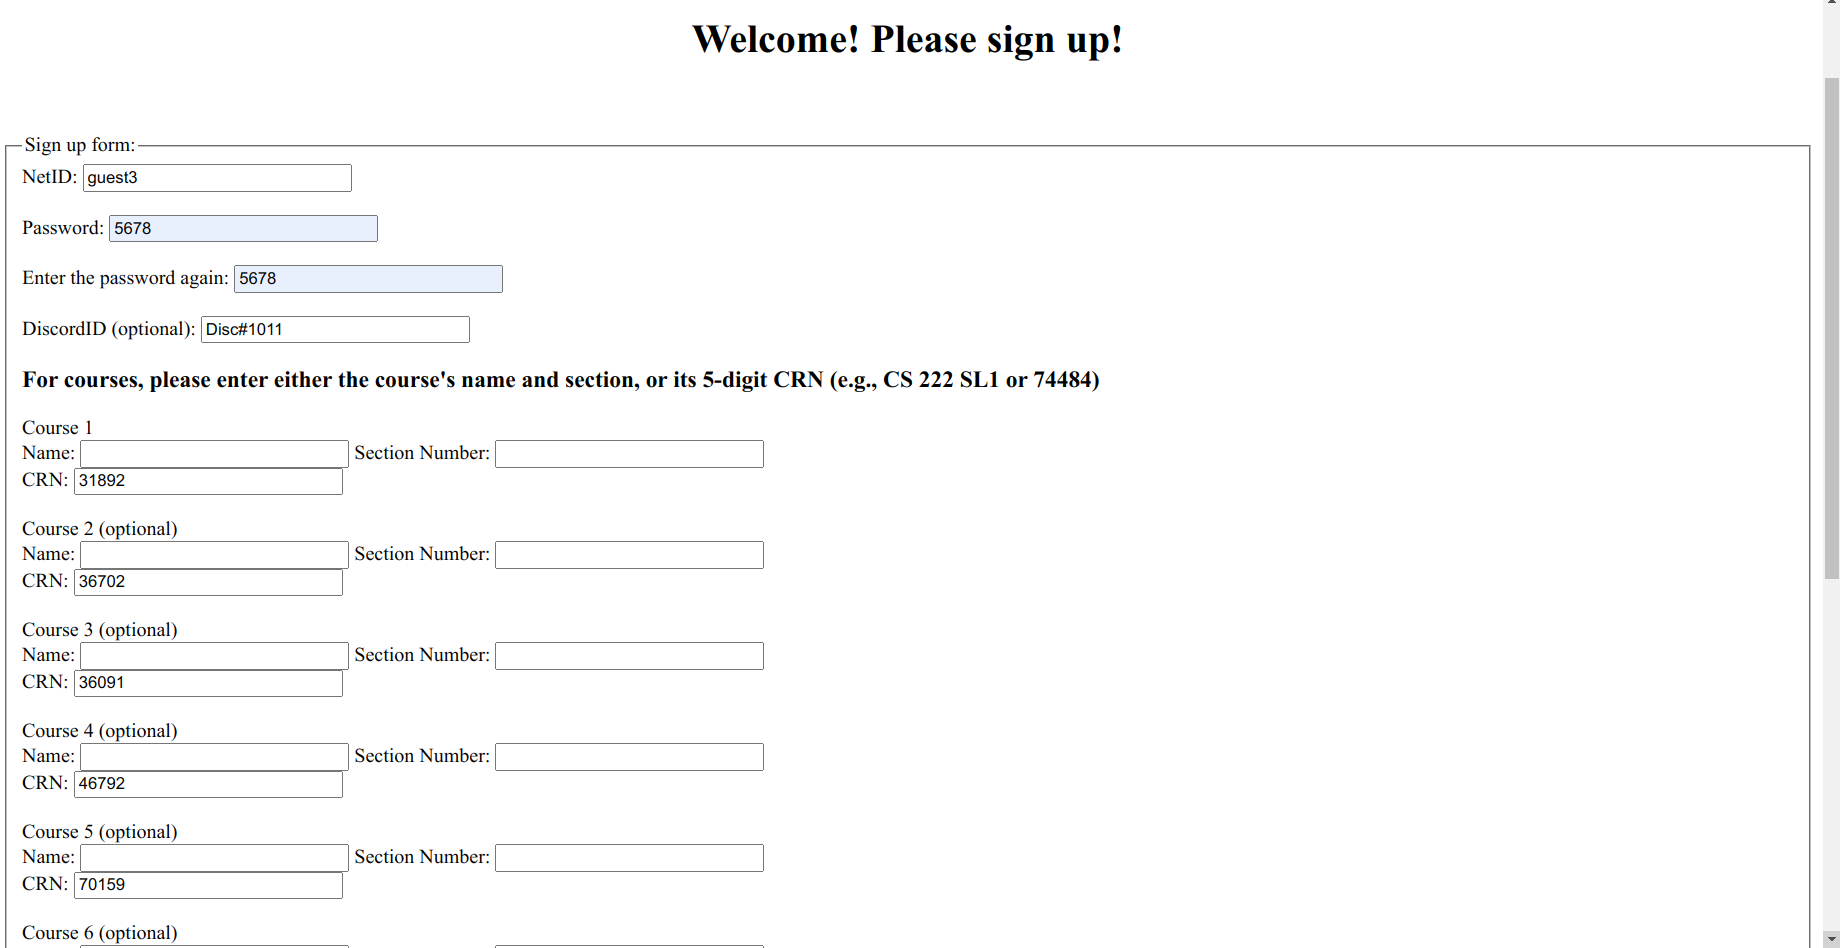 Welcome! Please sign up!
Sign up form:
NetID: guest3
Password: 5678
Enter the password again: 5678
DiscordID (optional): Disc#1011
For courses, please enter either the course's name and section, or its 5-digit CRN (e.g., CS 222 SL1 or 74484)
Course 1
Name: Section Number:
CRN: 31892
Course 2 (optional)
Name: Section Number:
CRN: 36702
Course 3 (optional)
Name: Section Number:
CRN: 36091
Course 4 (optional)
Name: Section Number:
CRN: 46792
Course 5 (optional)
Name: Section Number:
CRN: 70159
Course 6 (optional)